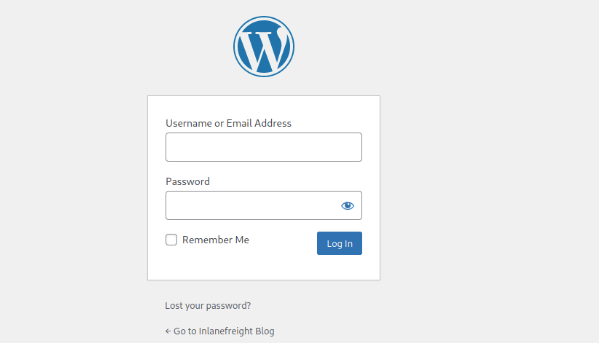 Username or Email Address
Password
Remember Me
Log In
Lost your password?
← Go to Inlanefreight Blog